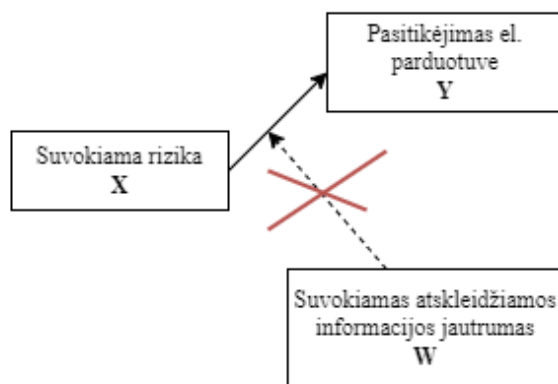 Pasitikėjimas el.
parduotuve
Y
Suvokiama rizika
X
Suvokiamas atskleidžiamos
informacijos jautrumas
W